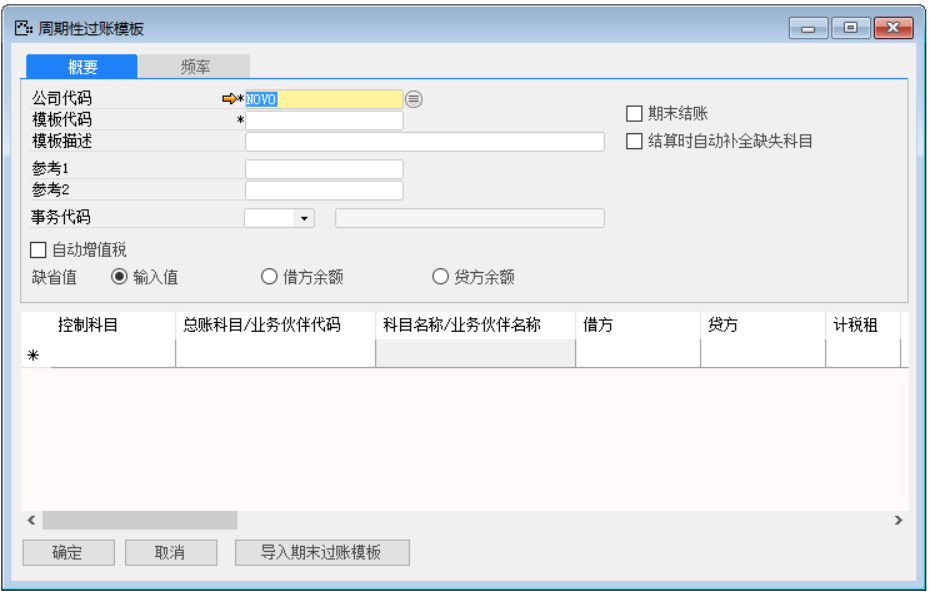 周期性过账模板
概要 频率
公司代码 *NOVO
模板代码 *
模板描述
参考1
参考2
事务代码
期末结账
结算时自动补全缺失科目
自动增值税
缺省值 输入值 借方余额 贷方余额
控制科目 总账科目/业务伙伴代码 科目名称/业务伙伴名称 借方 贷方 计税租
*
确定 取消 导入期末过账模板